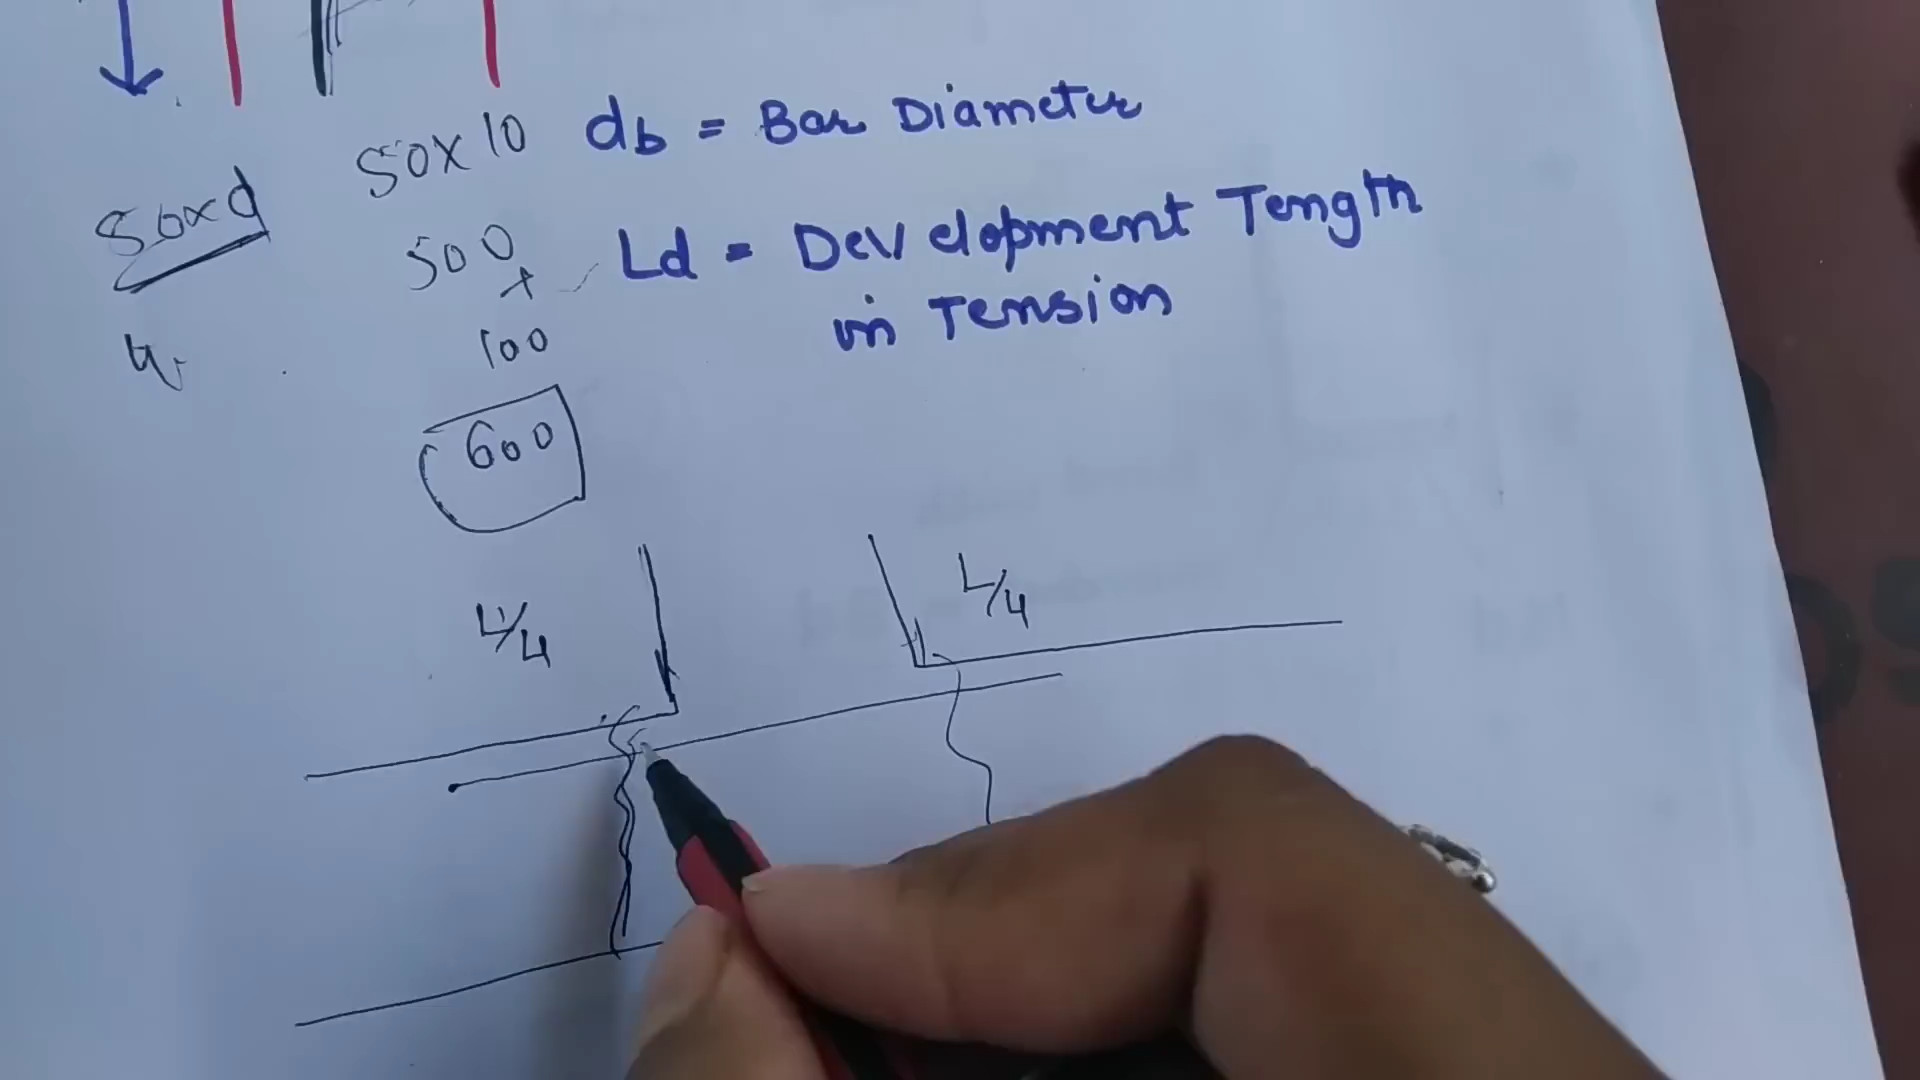 50x10
db = Bar Diameter
50xd
500
Ld = Development Tength
in Tension
+
100
600
L/4
L/4